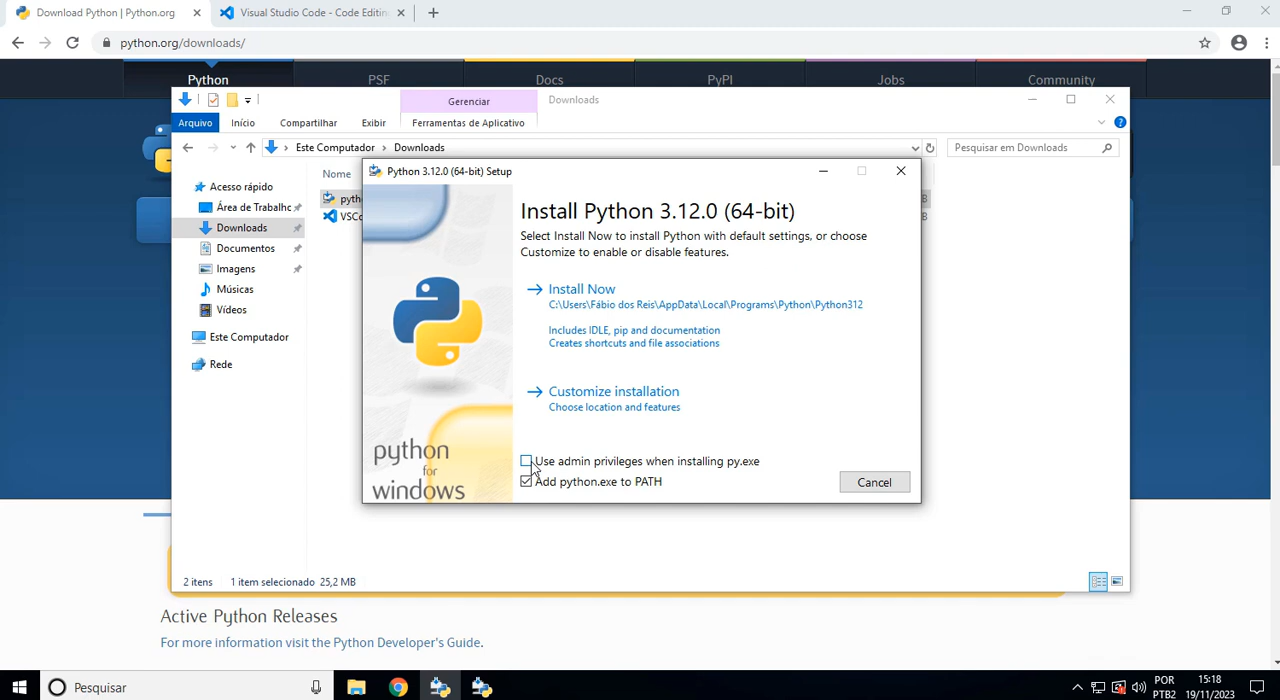 Download Python | Python.org
Visual Studio Code - Code Editin
python.org/downloads/
Python
PSF
Docs
PyPI
Jobs
Community
Gerenciar
Downloads
Arquivo
Início
Compartilhar
Exibir
Ferramentas de Aplicativo
Este Computador > Downloads
Pesquisar em Downloads
Nome
Acesso rápido
Área de Trabalhc
Downloads
Documentos
Imagens
Músicas
Vídeos
Este Computador
Rede
pyth
VSCo
Python 3.12.0 (64-bit) Setup
Install Python 3.12.0 (64-bit)
Select Install Now to install Python with default settings, or choose
Customize to enable or disable features.
Install Now
C:\Users\Fábio dos Reis\AppData\Local\Programs\Python\Python312
Includes IDLE, pip and documentation
Creates shortcuts and file associations
Customize installation
Choose location and features
Use admin privileges when installing py.exe
Add python.exe to PATH
Cancel
python
for
windows
2 itens
1 item selecionado 25,2 MB
Active Python Releases
For more information visit the Python Developer's Guide.
Pesquisar
POR
PTB2
15:18
19/11/2023